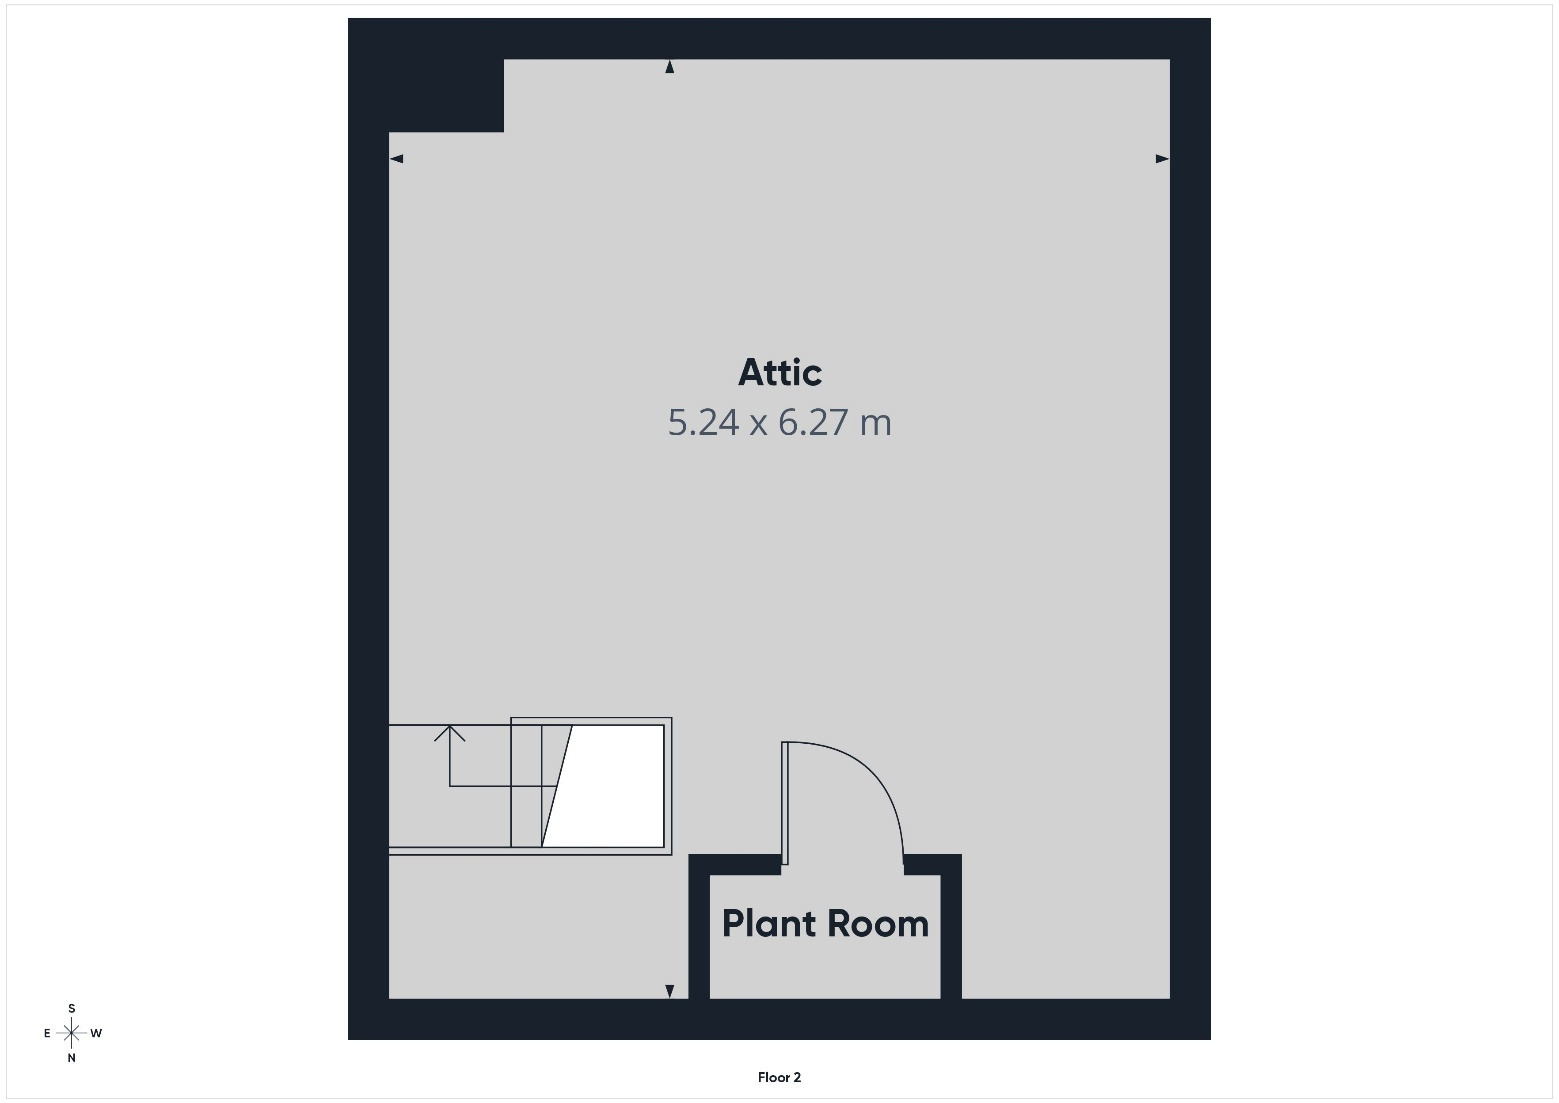 Attic
5.24 x 6.27 m
Plant Room
S
E W
N
Floor 2